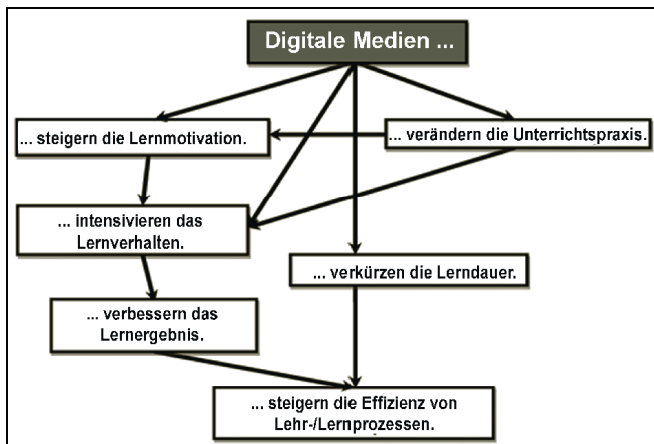 Digitale Medien ...
... steigern die Lernmotivation.
... verändern die Unterrichtspraxis.
... intensivieren das
Lernverhalten.
... verkürzen die Lerndauer.
... verbessern das
Lernergebnis.
... steigern die Effizienz von
Lehr-/Lernprozessen.